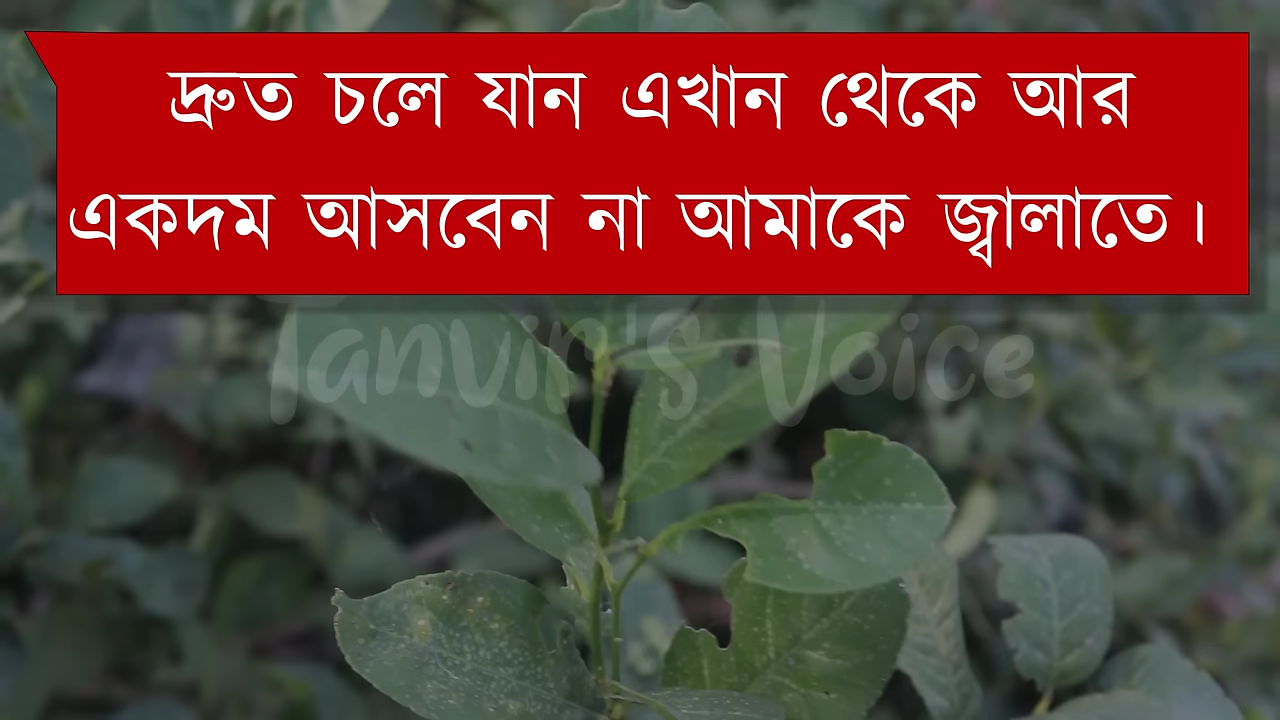 দ্রুত চলে যান এখান থেকে আর
একদম আসবেন না আমাকে জ্বালাতে।
Tanvir's Voice